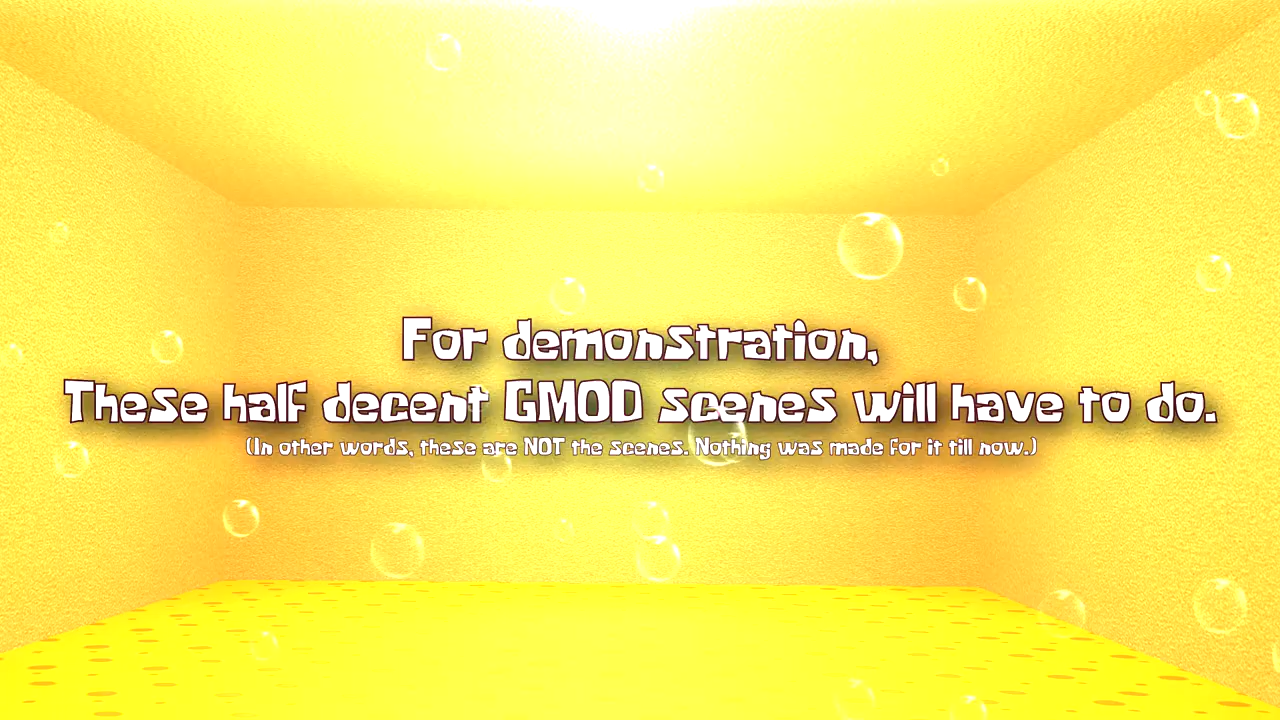 For demonstration,
These half decent GMOD scenes will have to do.
(In other words, these are NOT the scenes. Nothing was made for it till now.)